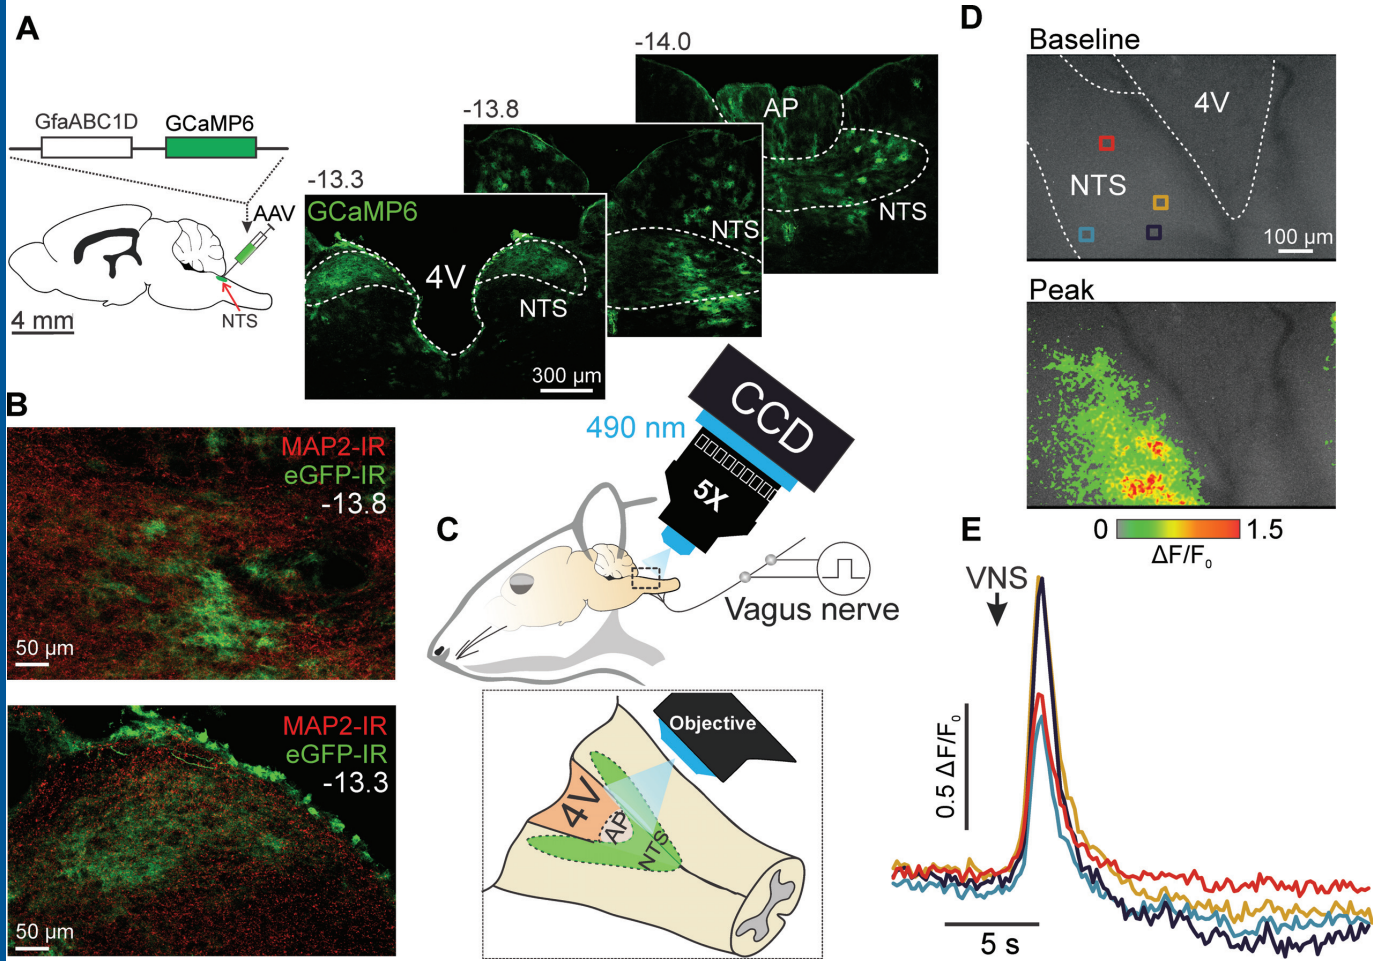 A
GfaABC1D
GCaMP6
AAV
NTS
4 mm
-13.3
GCaMP6
4V
NTS
300 µm
-13.8
NTS
-14.0
AP
NTS
B
MAP2-IR
eGFP-IR
-13.8
50 µm
MAP2-IR
eGFP-IR
-13.3
50 µm
C
490 nm
CCD
5X
Vagus nerve
Objective
4V
AP
NTS
D
Baseline
4V
NTS
100 µm
Peak
0
1.5
ΔF/F₀
E
VNS
0.5 ΔF/F₀
5 s